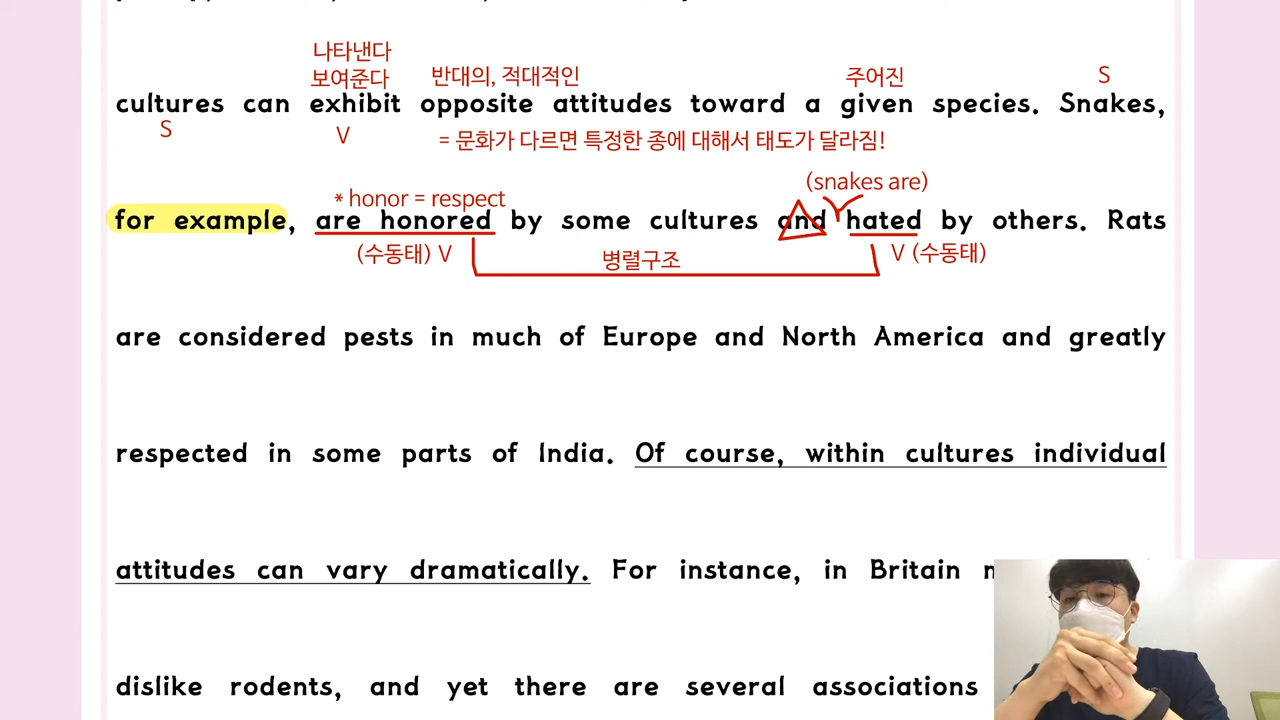 나타낸다
보여준다 반대의, 적대적인 주어진 S
cultures can exhibit opposite attitudes toward a given species. Snakes,
S V = 문화가 다르면 특정한 종에 대해서 태도가 달라짐!
* honor = respect (snakes are)
for example, are honored by some cultures and hated by others. Rats
(수동태) V 병렬구조 V (수동태)
are considered pests in much of Europe and North America and greatly
respected in some parts of India. Of course, within cultures individual
attitudes can vary dramatically. For instance, in Britain
dislike rodents, and yet there are several associations